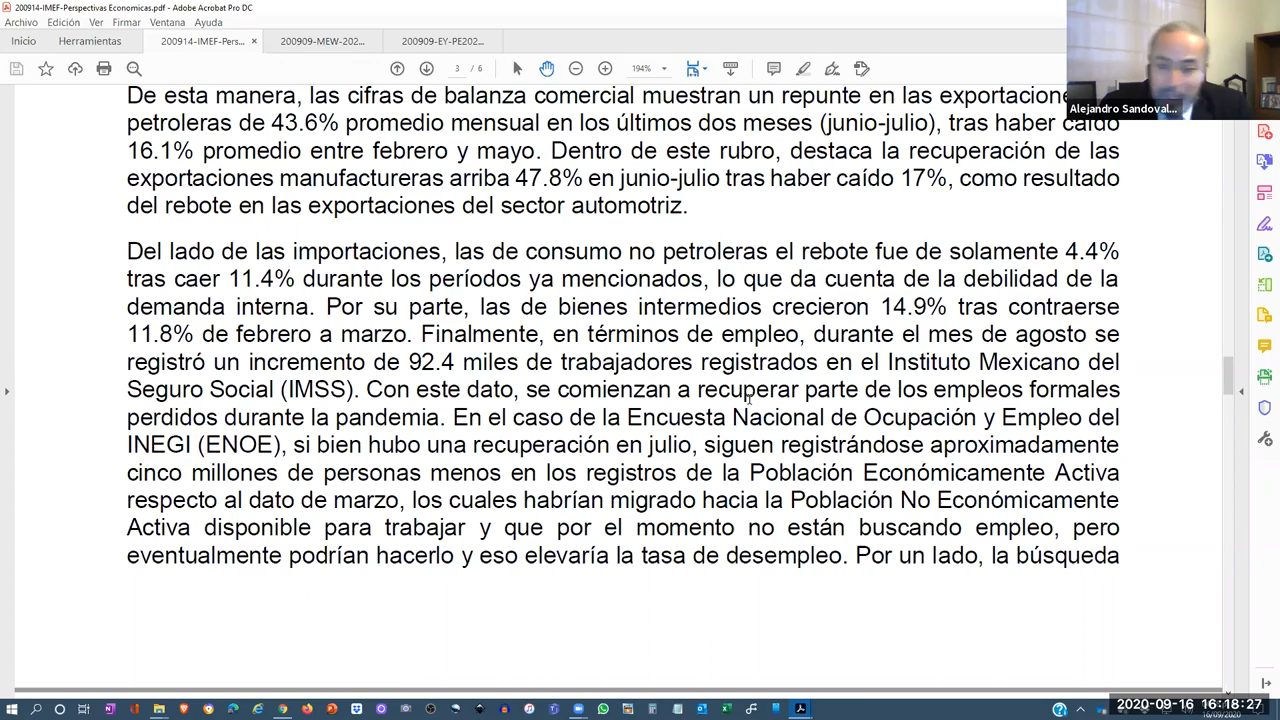 200914-IMEF-Perspectivas Economicas.pdf - Adobe Acrobat Pro DC
Archivo Edición Ver Firmar Ventana Ayuda
Inicio Herramientas 200914-IMEF-Pers... × 200909-MEW-202... 200909-EY-PE202...
3 / 6 194%
Alejandro Sandoval...
De esta manera, las cifras de balanza comercial muestran un repunte en las exportaciones
petroleras de 43.6% promedio mensual en los últimos dos meses (junio-julio), tras haber caído
16.1% promedio entre febrero y mayo. Dentro de este rubro, destaca la recuperación de las
exportaciones manufactureras arriba 47.8% en junio-julio tras haber caído 17%, como resultado
del rebote en las exportaciones del sector automotriz.
Del lado de las importaciones, las de consumo no petroleras el rebote fue de solamente 4.4%
tras caer 11.4% durante los períodos ya mencionados, lo que da cuenta de la debilidad de la
demanda interna. Por su parte, las de bienes intermedios crecieron 14.9% tras contraerse
11.8% de febrero a marzo. Finalmente, en términos de empleo, durante el mes de agosto se
registró un incremento de 92.4 miles de trabajadores registrados en el Instituto Mexicano del
Seguro Social (IMSS). Con este dato, se comienzan a recuperar parte de los empleos formales
perdidos durante la pandemia. En el caso de la Encuesta Nacional de Ocupación y Empleo del
INEGI (ENOE), si bien hubo una recuperación en julio, siguen registrándose aproximadamente
cinco millones de personas menos en los registros de la Población Económicamente Activa
respecto al dato de marzo, los cuales habrían migrado hacia la Población No Económicamente
Activa disponible para trabajar y que por el momento no están buscando empleo, pero
eventualmente podrían hacerlo y eso elevaría la tasa de desempleo. Por un lado, la búsqueda
2020-09-16 16:18:27